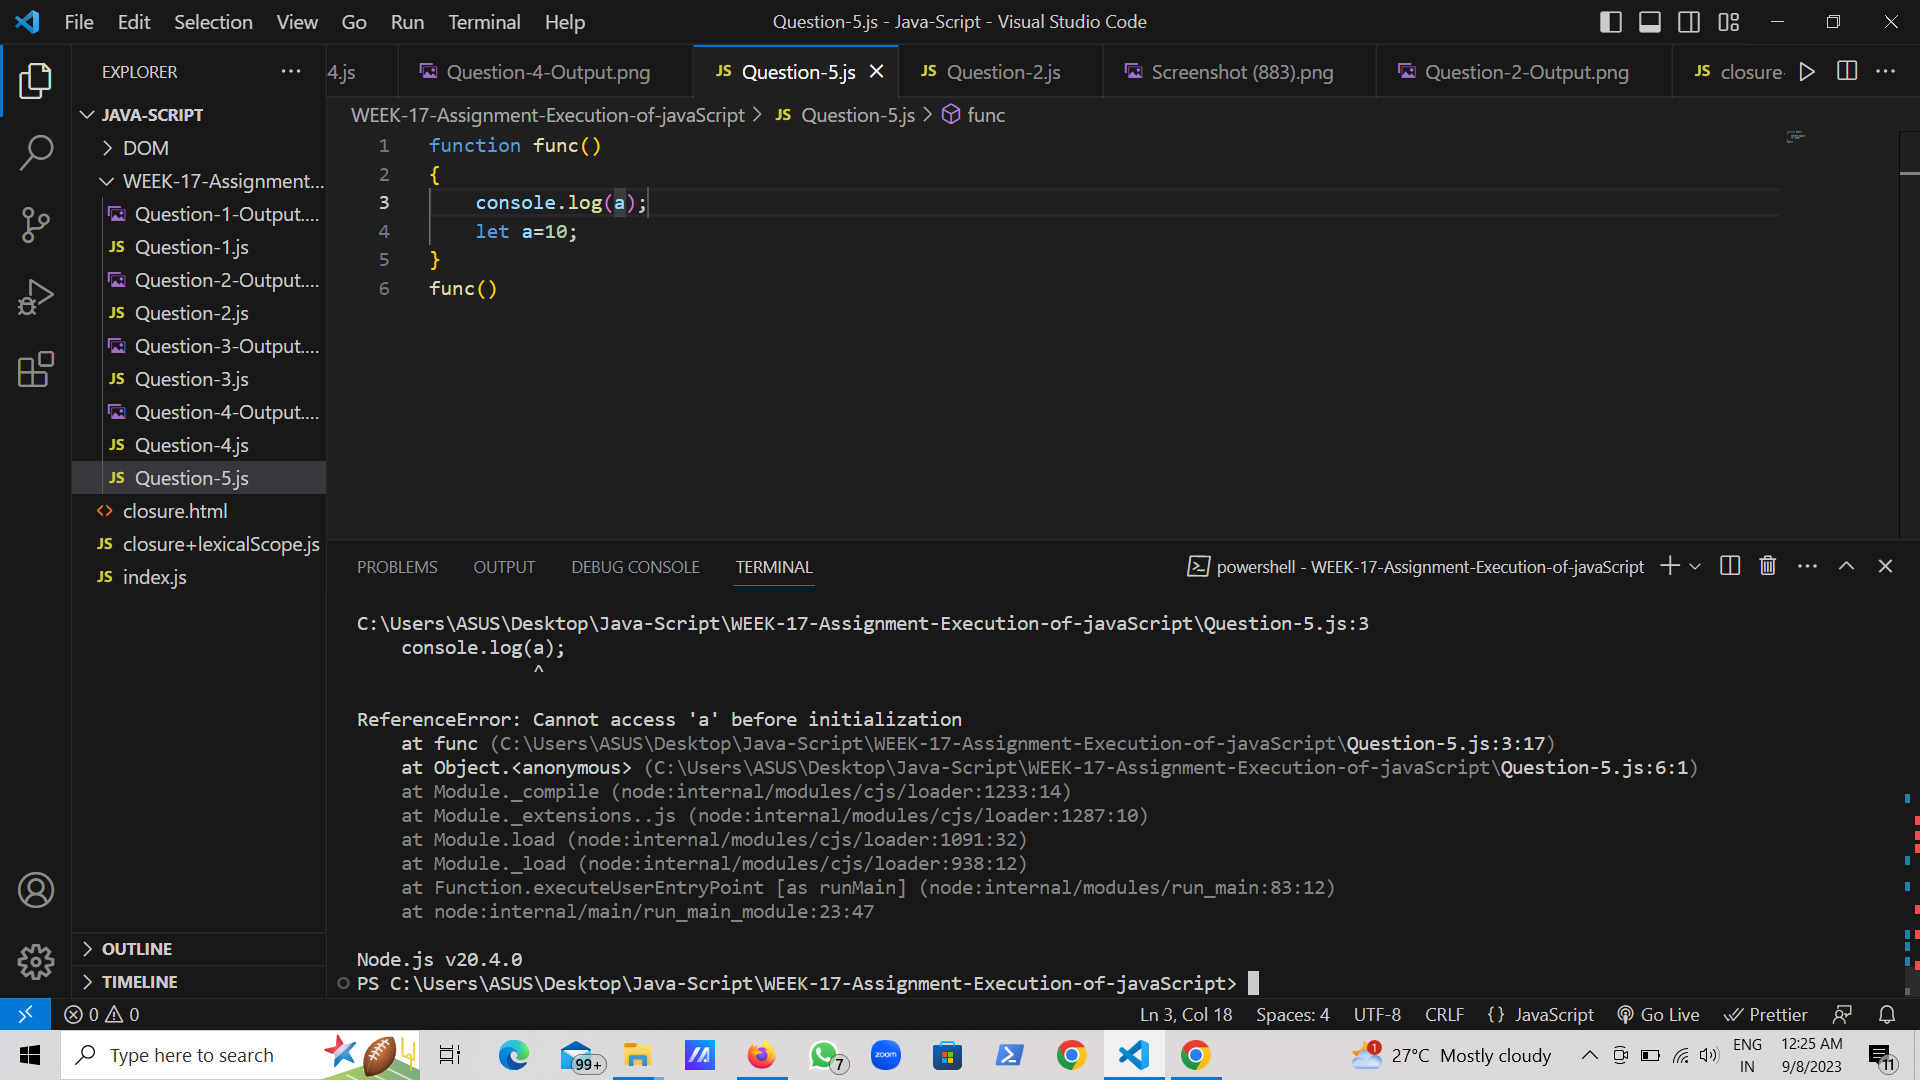 File Edit Selection View Go Run Terminal Help
Question-5.js - Java-Script - Visual Studio Code
EXPLORER
4.js
Question-4-Output.png
JS Question-5.js
JS Question-2.js
Screenshot (883).png
Question-2-Output.png
JS closure
JAVA-SCRIPT
DOM
WEEK-17-Assignment...
Question-1-Output....
JS Question-1.js
Question-2-Output....
JS Question-2.js
Question-3-Output....
JS Question-3.js
Question-4-Output....
JS Question-4.js
JS Question-5.js
<> closure.html
JS closure+lexicalScope.js
JS index.js
OUTLINE
TIMELINE
WEEK-17-Assignment-Execution-of-javaScript > JS Question-5.js > func
1 function func()
2 {
3 console.log(a);
4 let a=10;
5 }
6 func()
PROBLEMS OUTPUT DEBUG CONSOLE TERMINAL
powershell - WEEK-17-Assignment-Execution-of-javaScript
C:\Users\ASUS\Desktop\Java-Script\WEEK-17-Assignment-Execution-of-javaScript\Question-5.js:3
console.log(a);
^
ReferenceError: Cannot access 'a' before initialization
at func (C:\Users\ASUS\Desktop\Java-Script\WEEK-17-Assignment-Execution-of-javaScript\Question-5.js:3:17)
at Object.<anonymous> (C:\Users\ASUS\Desktop\Java-Script\WEEK-17-Assignment-Execution-of-javaScript\Question-5.js:6:1)
at Module._compile (node:internal/modules/cjs/loader:1233:14)
at Module._extensions..js (node:internal/modules/cjs/loader:1287:10)
at Module.load (node:internal/modules/cjs/loader:1091:32)
at Module._load (node:internal/modules/cjs/loader:938:12)
at Function.executeUserEntryPoint [as runMain] (node:internal/modules/run_main:83:12)
at node:internal/main/run_main_module:23:47
Node.js v20.4.0
PS C:\Users\ASUS\Desktop\Java-Script\WEEK-17-Assignment-Execution-of-javaScript>
0 0
Ln 3, Col 18 Spaces: 4 UTF-8 CRLF {} JavaScript Go Live Prettier
Type here to search
99+
7
zoom
1
27°C Mostly cloudy
ENG
IN
12:25 AM
9/8/2023
11